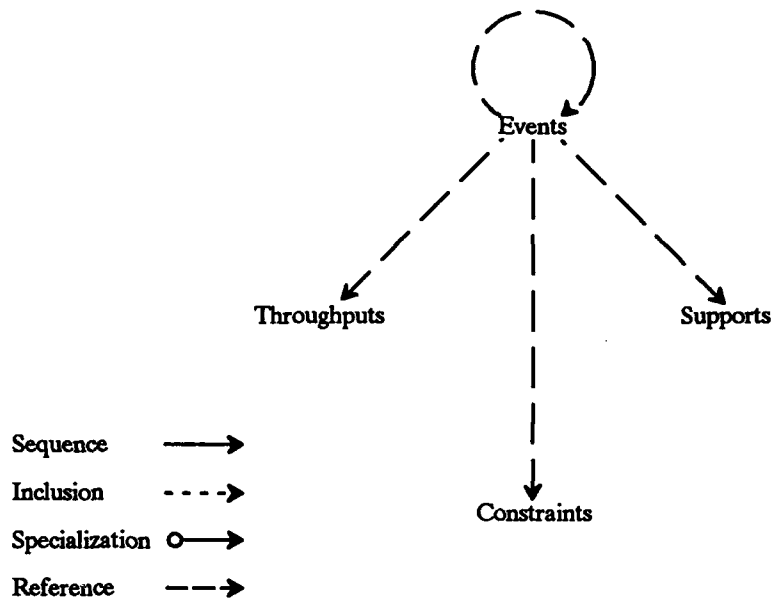 Events
Throughputs
Supports
Constraints
Sequence
Inclusion
Specialization
Reference